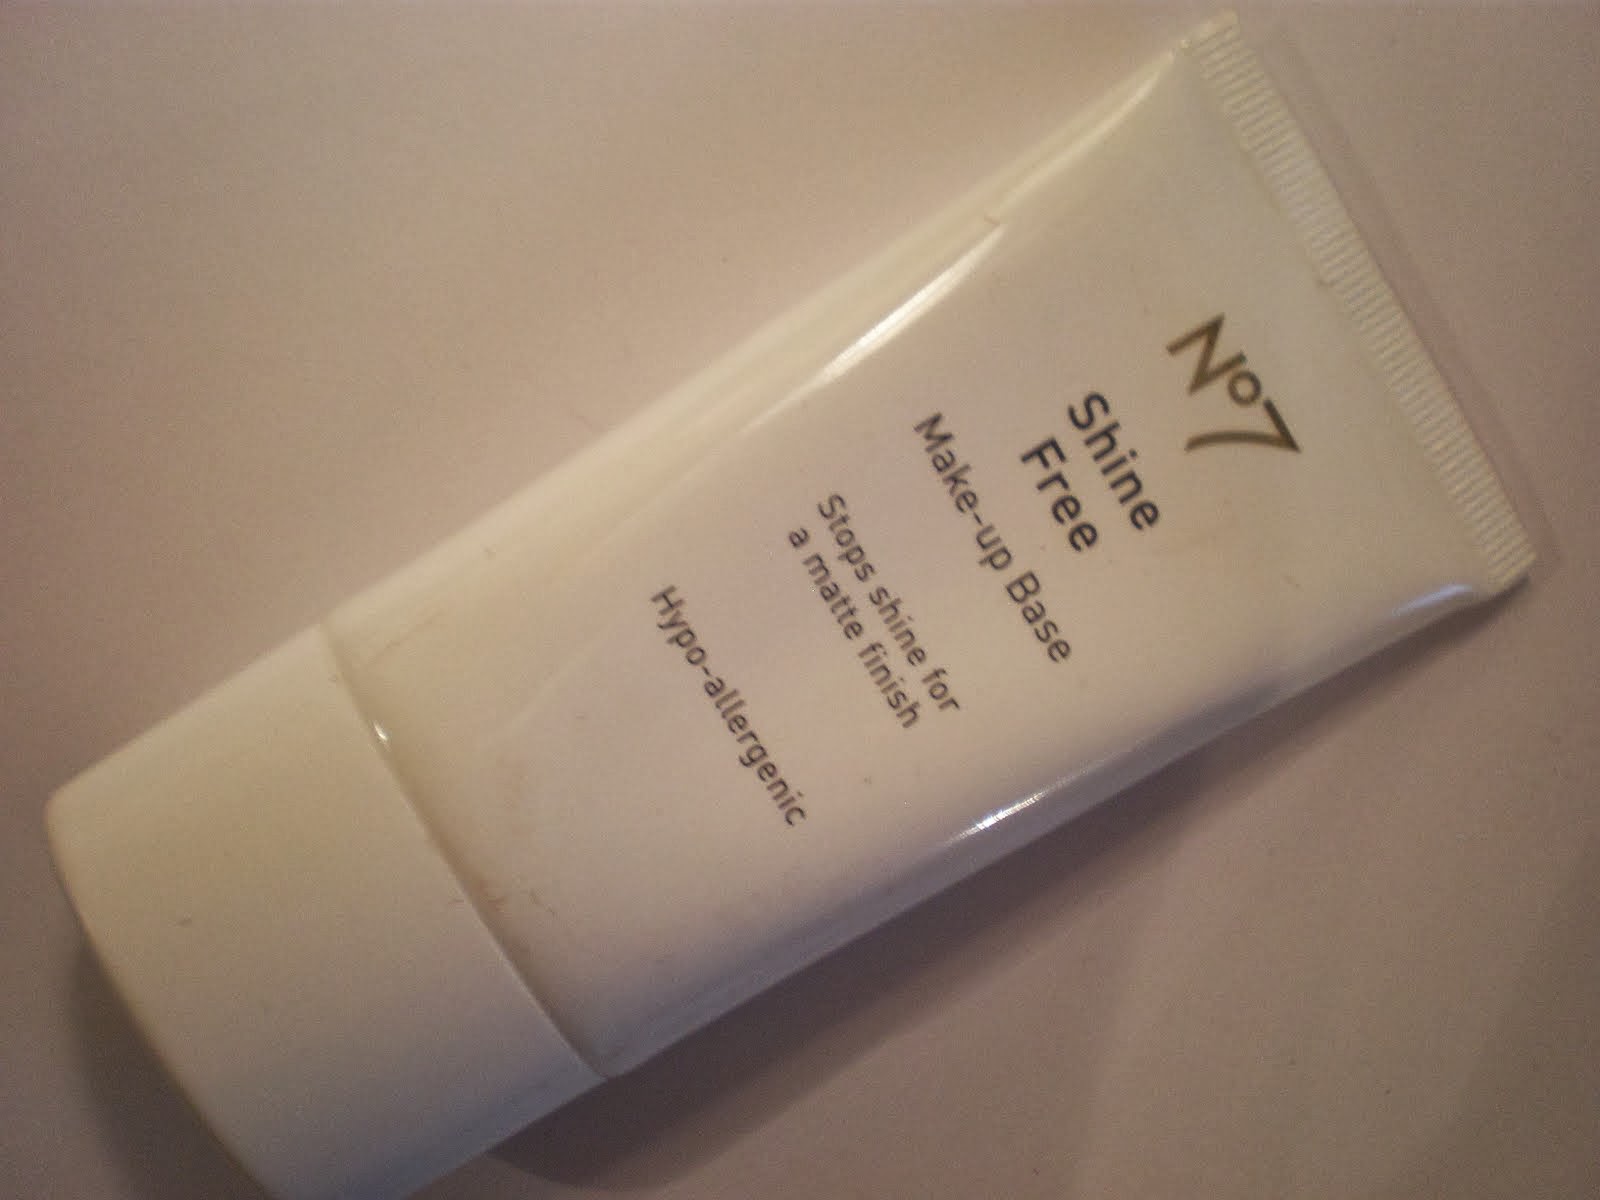 No7
Shine
Free
Make-up Base
Stops shine for
a matte finish
Hypo-allergenic